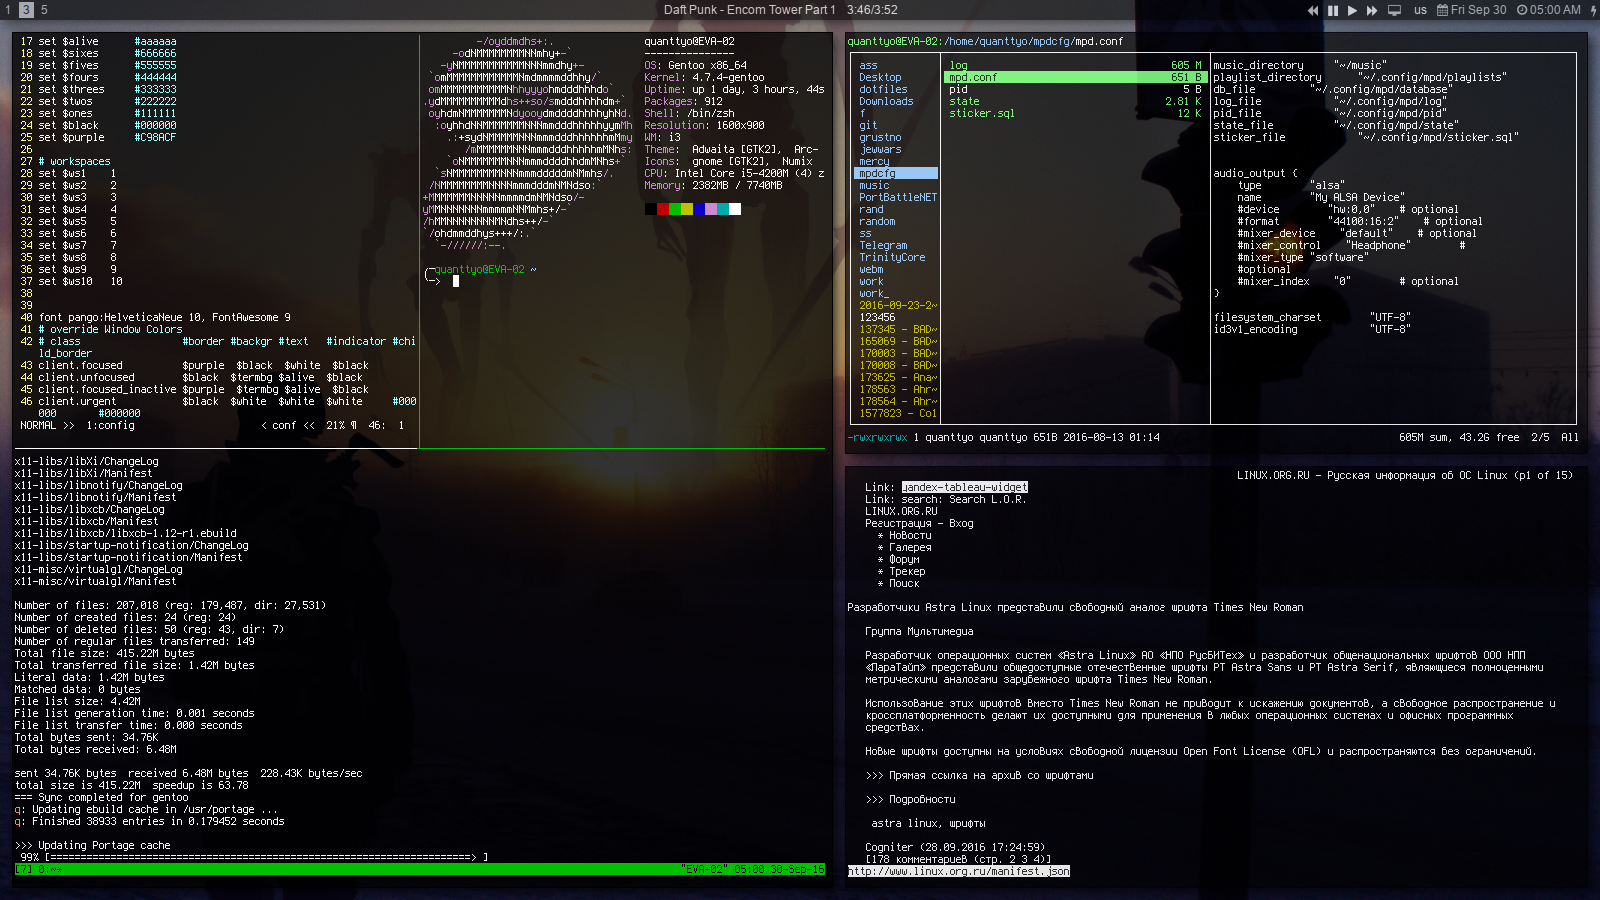 1 3 5
Daft Punk - Encom Tower Part 1 3:46/3:52
us Fri Sep 30 05:00 AM
17 set $alive #aaaaaa
18 set $sixes #666666
19 set $fives #555555
20 set $fours #444444
21 set $threes #333333
22 set $twos #222222
23 set $ones #111111
24 set $black #000000
25 set $purple #C98ACF
26
27 # workspaces
28 set $ws1 1
29 set $ws2 2
30 set $ws3 3
31 set $ws4 4
32 set $ws5 5
33 set $ws6 6
34 set $ws7 7
35 set $ws8 8
36 set $ws9 9
37 set $ws10 10
38
39
40 font pango:HelveticaNeue 10, FontAwesome 9
41 # override Window Colors
42 # class #border #backgr #text #indicator #chi
ld_border
43 client.focused $purple $black $white $black
44 client.unfocused $black $termbg $alive $black
45 client.focused_inactive $purple $termbg $alive $black
46 client.urgent $black $white $white $white #000
000 #000000
NORMAL >> 1:config < conf << 21% ¶ 46: 1
quanttyo@EVA-02
---------------
OS: Gentoo x86_64
Kernel: 4.7.4-gentoo
Uptime: up 1 day, 3 hours, 44s
Packages: 912
Shell: /bin/zsh
Resolution: 1600x900
WM: i3
Theme: Adwaita [GTK2], Arc-
Icons: gnome [GTK2], Numix
CPU: Intel Core i5-4200M (4) z
Memory: 2382MB / 7740MB
quanttyo@EVA-02 ~
->
x11-libs/libXi/ChangeLog
x11-libs/libXi/Manifest
x11-libs/libnotify/ChangeLog
x11-libs/libnotify/Manifest
x11-libs/libxcb/ChangeLog
x11-libs/libxcb/Manifest
x11-libs/libxcb/libxcb-1.12-r1.ebuild
x11-libs/startup-notification/ChangeLog
x11-libs/startup-notification/Manifest
x11-misc/virtualgl/ChangeLog
x11-misc/virtualgl/Manifest
Number of files: 207,018 (reg: 179,487, dir: 27,531)
Number of created files: 24 (reg: 24)
Number of deleted files: 50 (reg: 43, dir: 7)
Number of regular files transferred: 149
Total file size: 415.22M bytes
Total transferred file size: 1.42M bytes
Literal data: 1.42M bytes
Matched data: 0 bytes
File list size: 4.42M
File list generation time: 0.001 seconds
File list transfer time: 0.000 seconds
Total bytes sent: 34.76K
Total bytes received: 6.48M
sent 34.76K bytes received 6.48M bytes 228.43K bytes/sec
total size is 415.22M speedup is 63.78
=== Sync completed for gentoo
q: Updating ebuild cache in /usr/portage ...
q: Finished 38933 entries in 0.179452 seconds
>>> Updating Portage cache
99% [=======================================================================> ]
[7] 0:~* "EVA-02" 05:00 30-Sep-16
quanttyo@EVA-02:/home/quanttyo/mpdcfg/mpd.conf
ass
Desktop
dotfiles
Downloads
f
git
grustno
jewwars
mercy
mpdcfg
music
PortBattleNET
rand
random
ss
Telegram
TrinityCore
webm
work
work_
2016-09-23-2~
123456
137345 - BAD~
165069 - BAD~
170003 - BAD~
170008 - BAD~
173625 - Ana~
178563 - Ahr~
178564 - Ahr~
1577823 - Col
log 605 M
mpd.conf 651 B
pid 5 B
state 2.81 K
sticker.sql 12 K
music_directory "~/music"
playlist_directory "~/.config/mpd/playlists"
db_file "~/.config/mpd/database"
log_file "~/.config/mpd/log"
pid_file "~/.config/mpd/pid"
state_file "~/.config/mpd/state"
sticker_file "~/.config/mpd/sticker.sql"
audio_output {
type "alsa"
name "My ALSA Device"
#device "hw:0,0" # optional
#format "44100:16:2" # optional
#mixer_device "default" # optional
#mixer_control "Headphone" #
#mixer_type "software"
#optional
#mixer_index "0" # optional
}
filesystem_charset "UTF-8"
id3v1_encoding "UTF-8"
-rwxrwxrwx 1 quanttyo quanttyo 651B 2016-08-13 01:14 605M sum, 43.2G free 2/5 All
LINUX.ORG.RU - Русская информация об ОС Linux (p1 of 15)
Link: yandex-tableau-widget
Link: search: Search L.O.R.
LINUX.ORG.RU
Регистрация - Вход
* Новости
* Галерея
* Форум
* Трекер
* Поиск
Разработчики Astra Linux представили свободный аналог шрифта Times New Roman
Группа Мультимедиа
Разработчик операционных систем «Astra Linux» АО «НПО РусБИТех» и разработчик общенациональных шрифтов ООО НПП
«ПараТайп» представили общедоступные отечественные шрифты PT Astra Sans и PT Astra Serif, являющиеся полноценными
метрическими аналогами зарубежного шрифта Times New Roman.
Использование этих шрифтов вместо Times New Roman не приводит к искажению документов, а свободное распространение и
кроссплатформенность делают их доступными для применения в любых операционных системах и офисных программных
средствах.
Новые шрифты доступны на условиях свободной лицензии Open Font License (OFL) и распространяются без ограничений.
>>> Прямая ссылка на архив со шрифтами
>>> Подробности
astra linux, шрифты
Cogniter (28.09.2016 17:24:59)
[178 комментариев (стр. 2 3 4)]
http://www.linux.org.ru/manifest.json